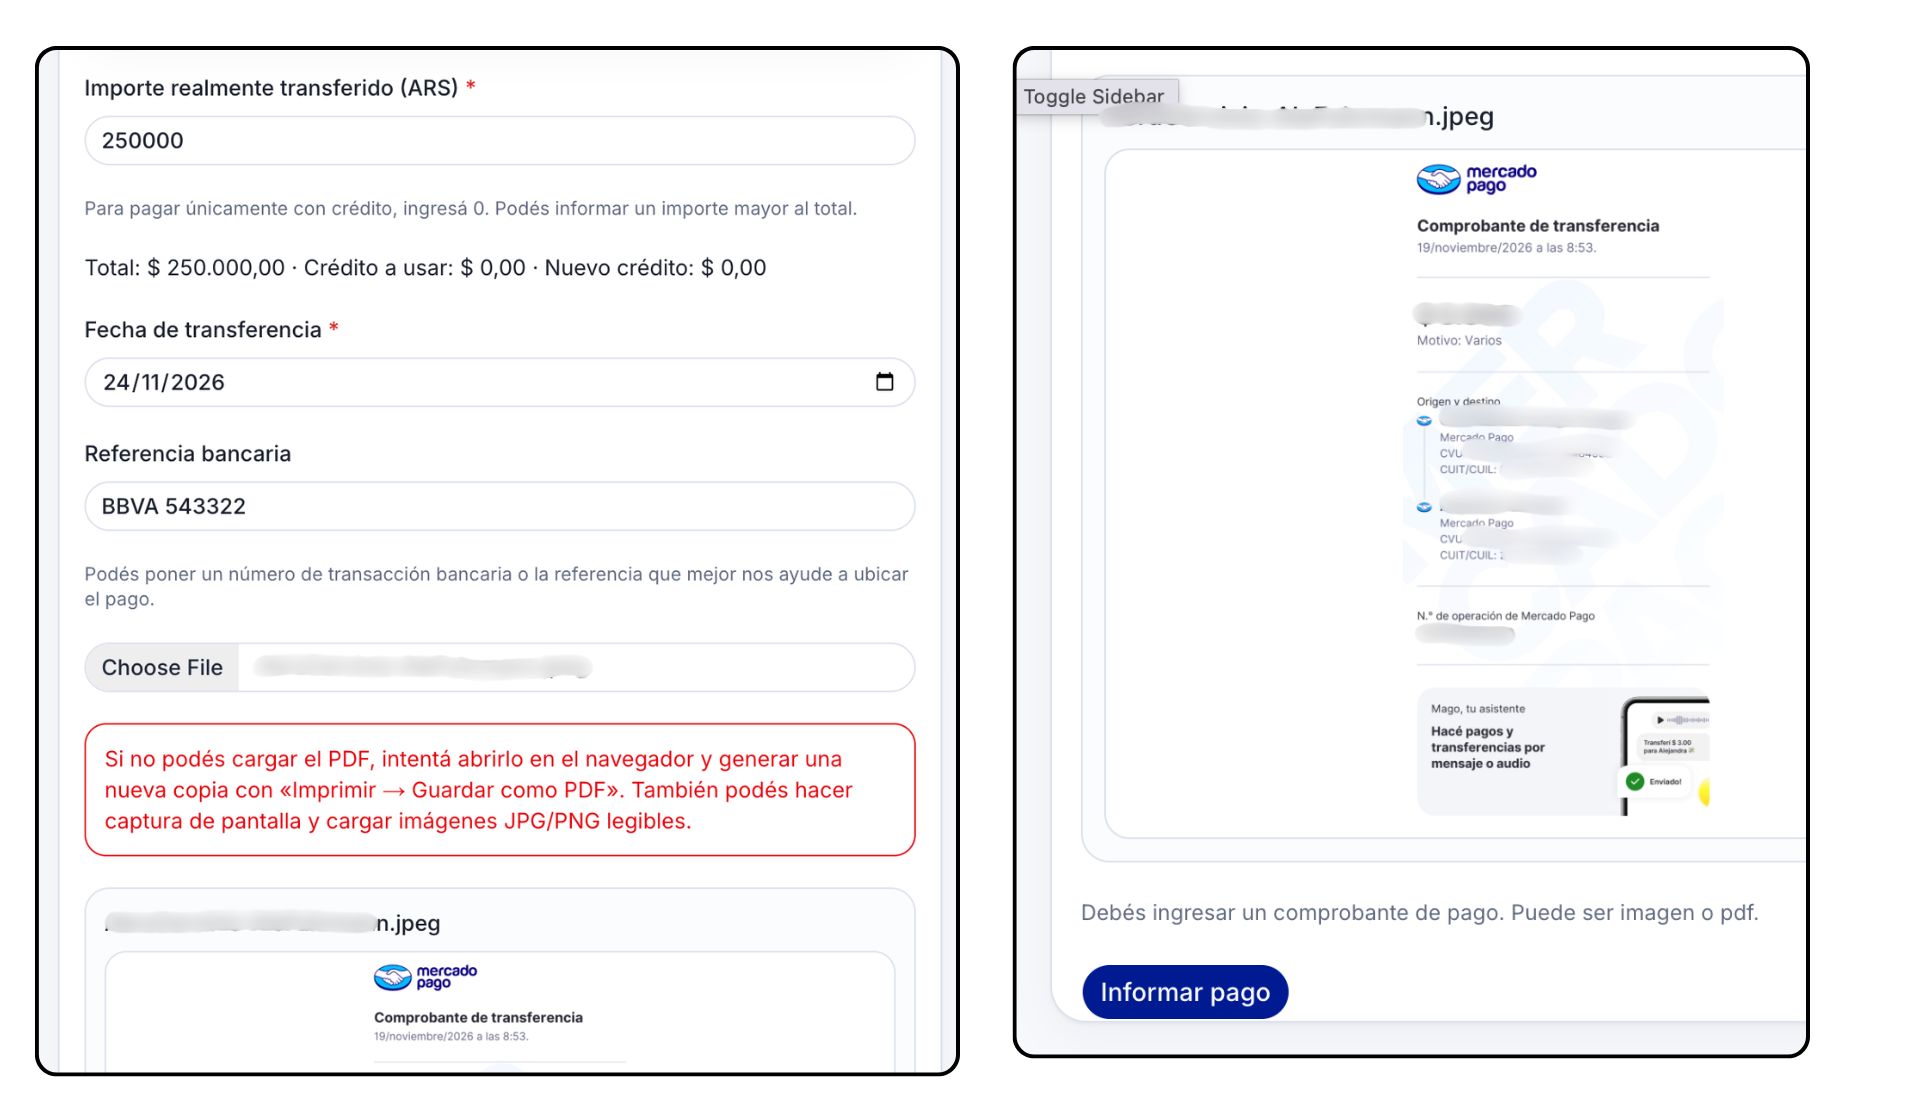 Importe realmente transferido (ARS) *
250000
Para pagar únicamente con crédito, ingresá 0. Podés informar un importe mayor al total.
Total: $ 250.000,00 · Crédito a usar: $ 0,00 · Nuevo crédito: $ 0,00
Fecha de transferencia *
24/11/2026
Referencia bancaria
BBVA 543322
Podés poner un número de transacción bancaria o la referencia que mejor nos ayude a ubicar
el pago.
Choose File
Si no podés cargar el PDF, intentá abrirlo en el navegador y generar una
nueva copia con «Imprimir → Guardar como PDF». También podés hacer
captura de pantalla y cargar imágenes JPG/PNG legibles.
n.jpeg
mercado
pago
Comprobante de transferencia
19/noviembre/2026 a las 8:53.
Toggle Sidebar
n.jpeg
mercado
pago
Comprobante de transferencia
19/noviembre/2026 a las 8:53.
Motivo: Varios
Origen y destino
Mercado Pago
CVU
CUIT/CUIL:
Mercado Pago
CVU
CUIT/CUIL:
N.° de operación de Mercado Pago
Mago, tu asistente
Hacé pagos y
transferencias por
mensaje o audio
Transferí $ 3.00
para Alejandra
Enviado!
Debés ingresar un comprobante de pago. Puede ser imagen o pdf.
Informar pago